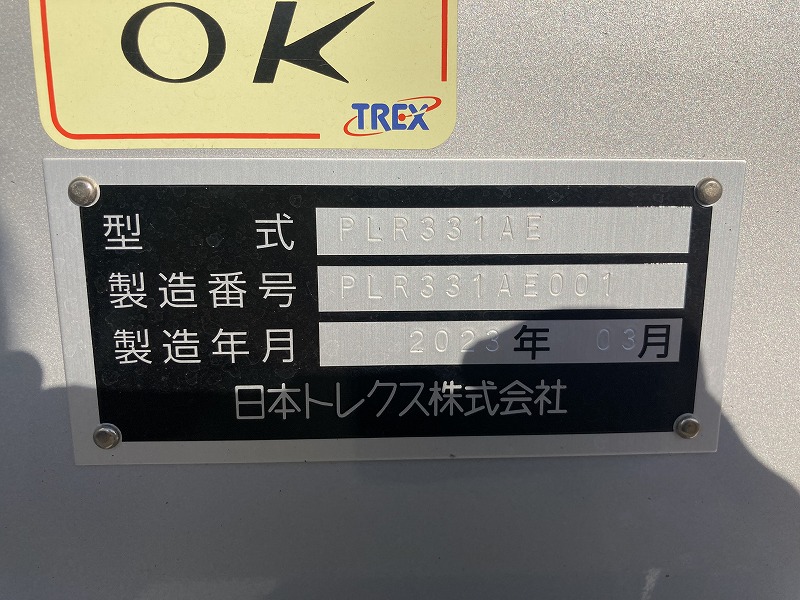 OK
TREX
型式 PLR331AE
製造番号 PLR331AE001
製造年月 2023年 03月
日本トレクス株式会社